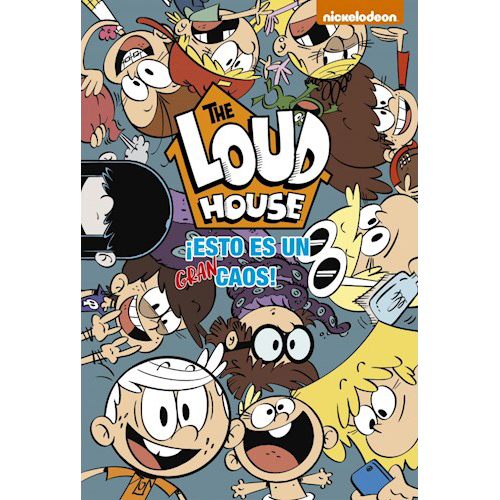 nickelodeon
THE
LOUD
HOUSE
¡ESTO ES UN
GRAN CAOS!